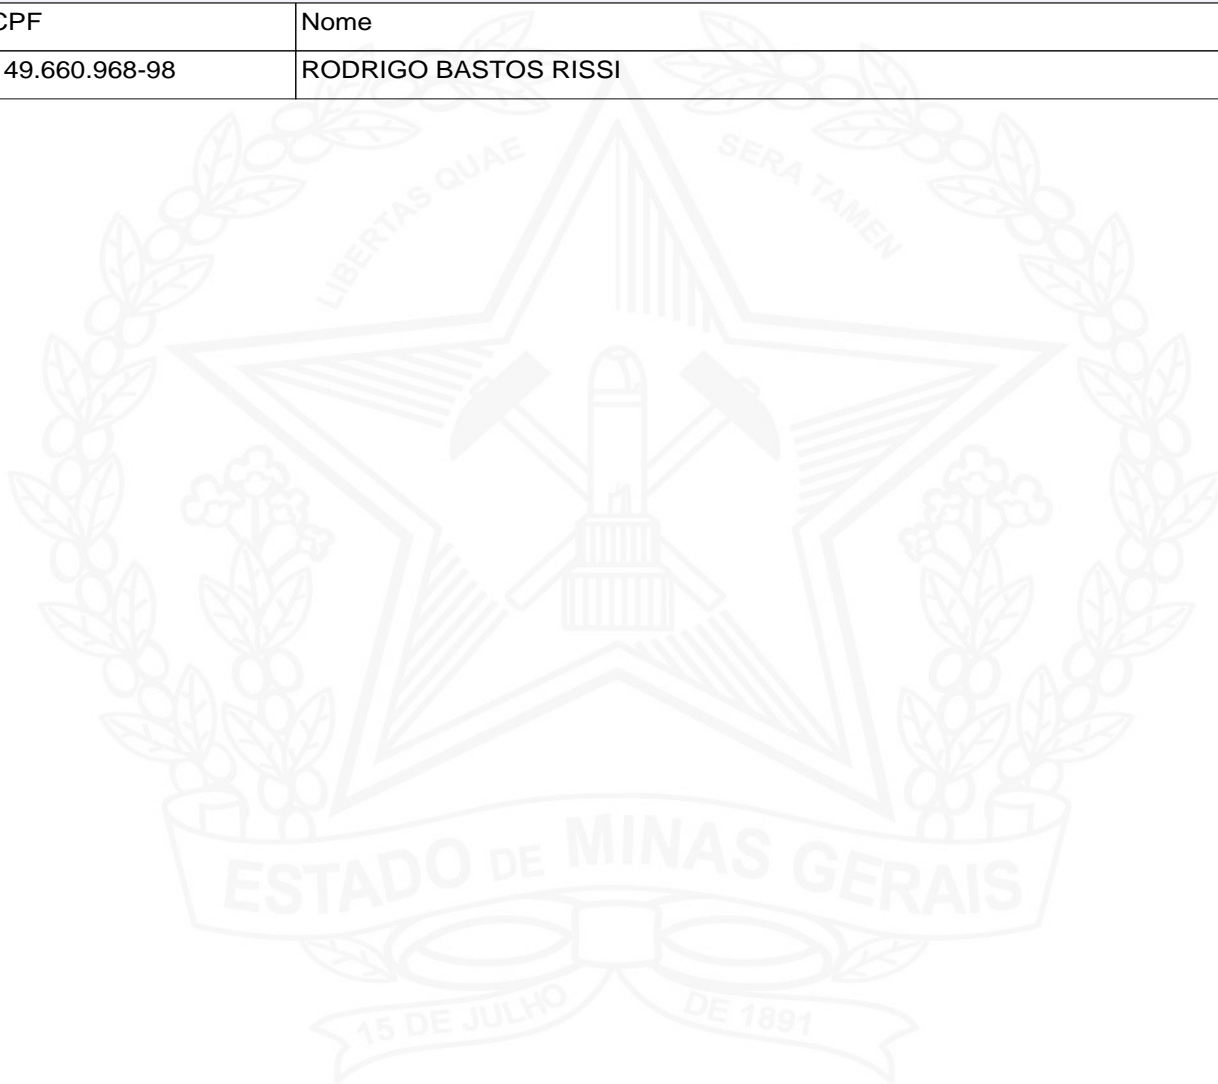 CPF Nome
49.660.968-98 RODRIGO BASTOS RISSI
LIBERTAS QUAE SERA TAMEN
ESTADO DE MINAS GERAIS
15 DE JULHO DE 1891